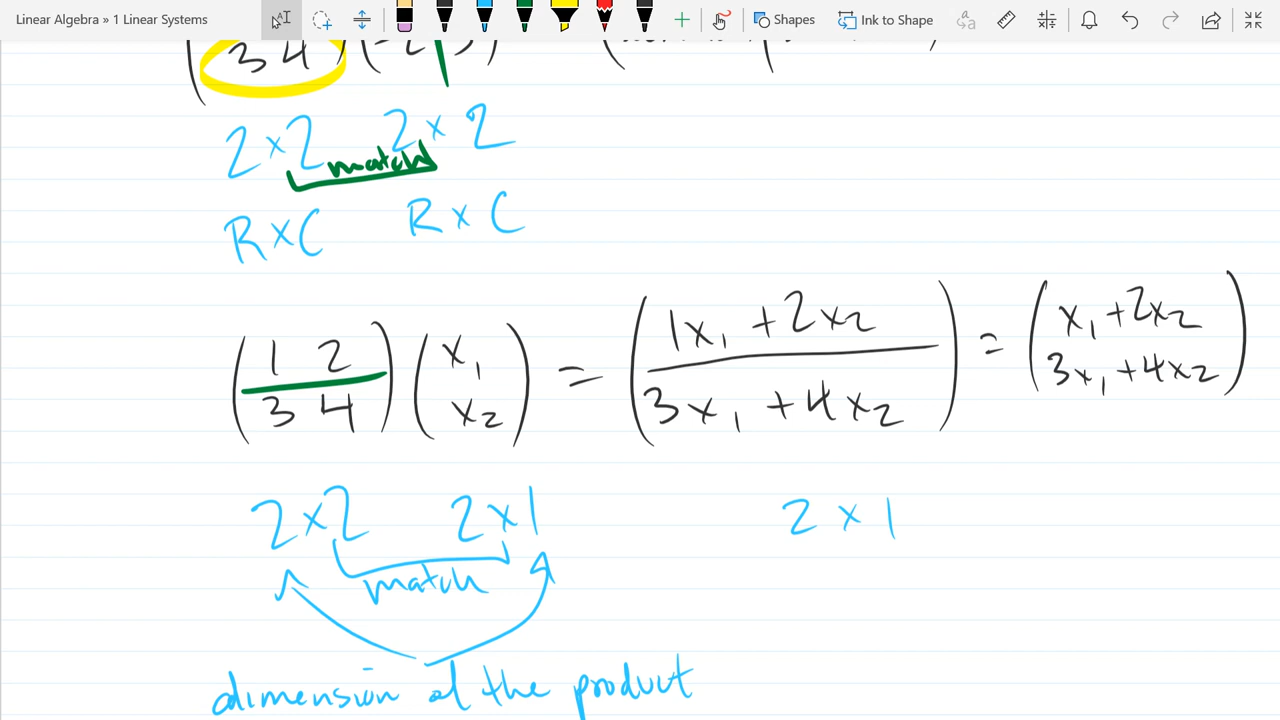 Linear Algebra » 1 Linear Systems
Shapes
Ink to Shape
(3 4)
2 × 2 2 × 2
match
R × C R × C
(1 2 / 3 4) (x₁ / x₂) = (1x₁ + 2x₂ / 3x₁ + 4x₂) = (x₁ + 2x₂ / 3x₁ + 4x₂)
2 × 2 2 × 1 2 × 1
match
dimension of the product